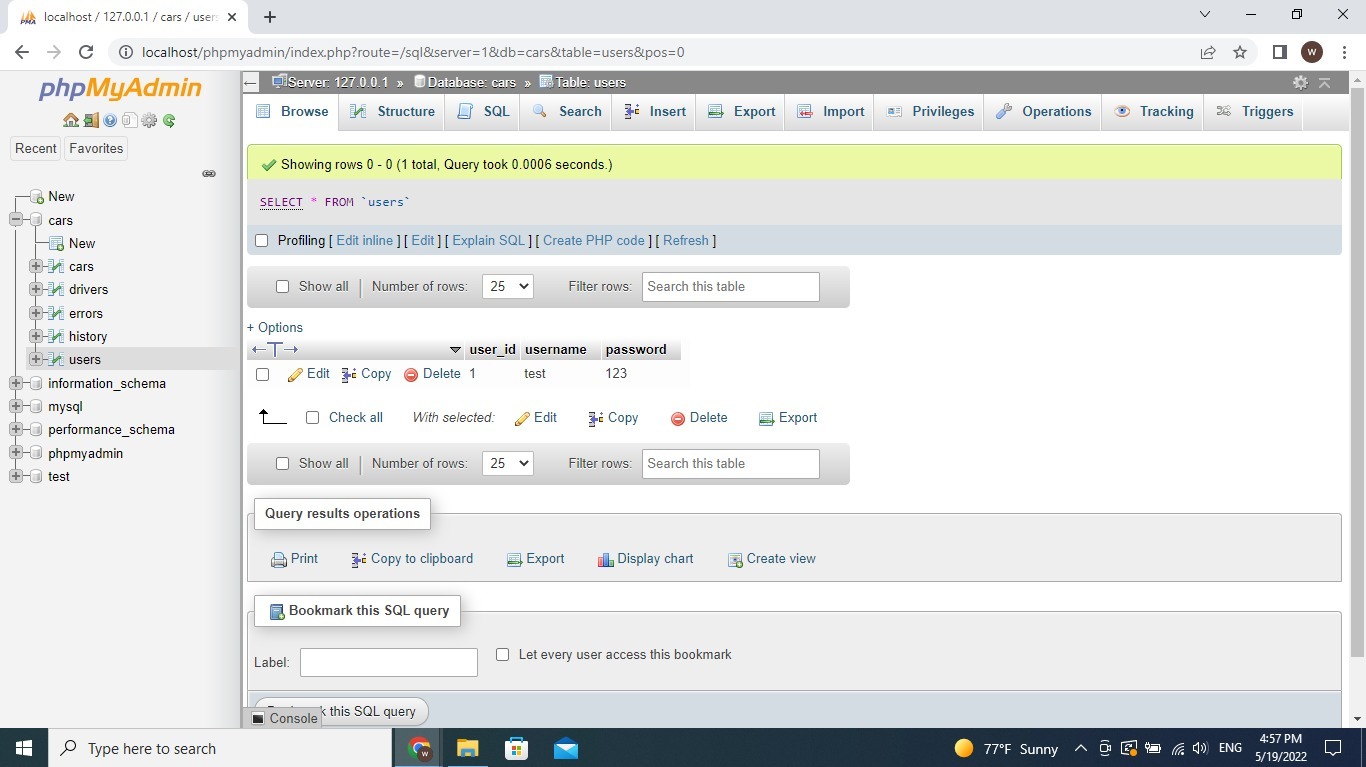 localhost / 127.0.0.1 / cars / users
localhost/phpmyadmin/index.php?route=/sql&server=1&db=cars&table=users&pos=0
W
PMA
phpMyAdmin
Recent Favorites
New
cars
New
cars
drivers
errors
history
users
information_schema
mysql
performance_schema
phpmyadmin
test
Server: 127.0.0.1 » Database: cars » Table: users
Browse Structure SQL Search Insert Export Import Privileges Operations Tracking Triggers
Showing rows 0 - 0 (1 total, Query took 0.0006 seconds.)
SELECT * FROM `users`
Profiling [ Edit inline ] [ Edit ] [ Explain SQL ] [ Create PHP code ] [ Refresh ]
Show all Number of rows: 25 Filter rows: Search this table
+ Options
←T→ user_id username password
Edit Copy Delete 1 test 123
Check all With selected: Edit Copy Delete Export
Show all Number of rows: 25 Filter rows: Search this table
Query results operations
Print Copy to clipboard Export Display chart Create view
Bookmark this SQL query
Label: Let every user access this bookmark
this SQL query
Console
Type here to search
W
77°F Sunny ENG
4:57 PM
5/19/2022